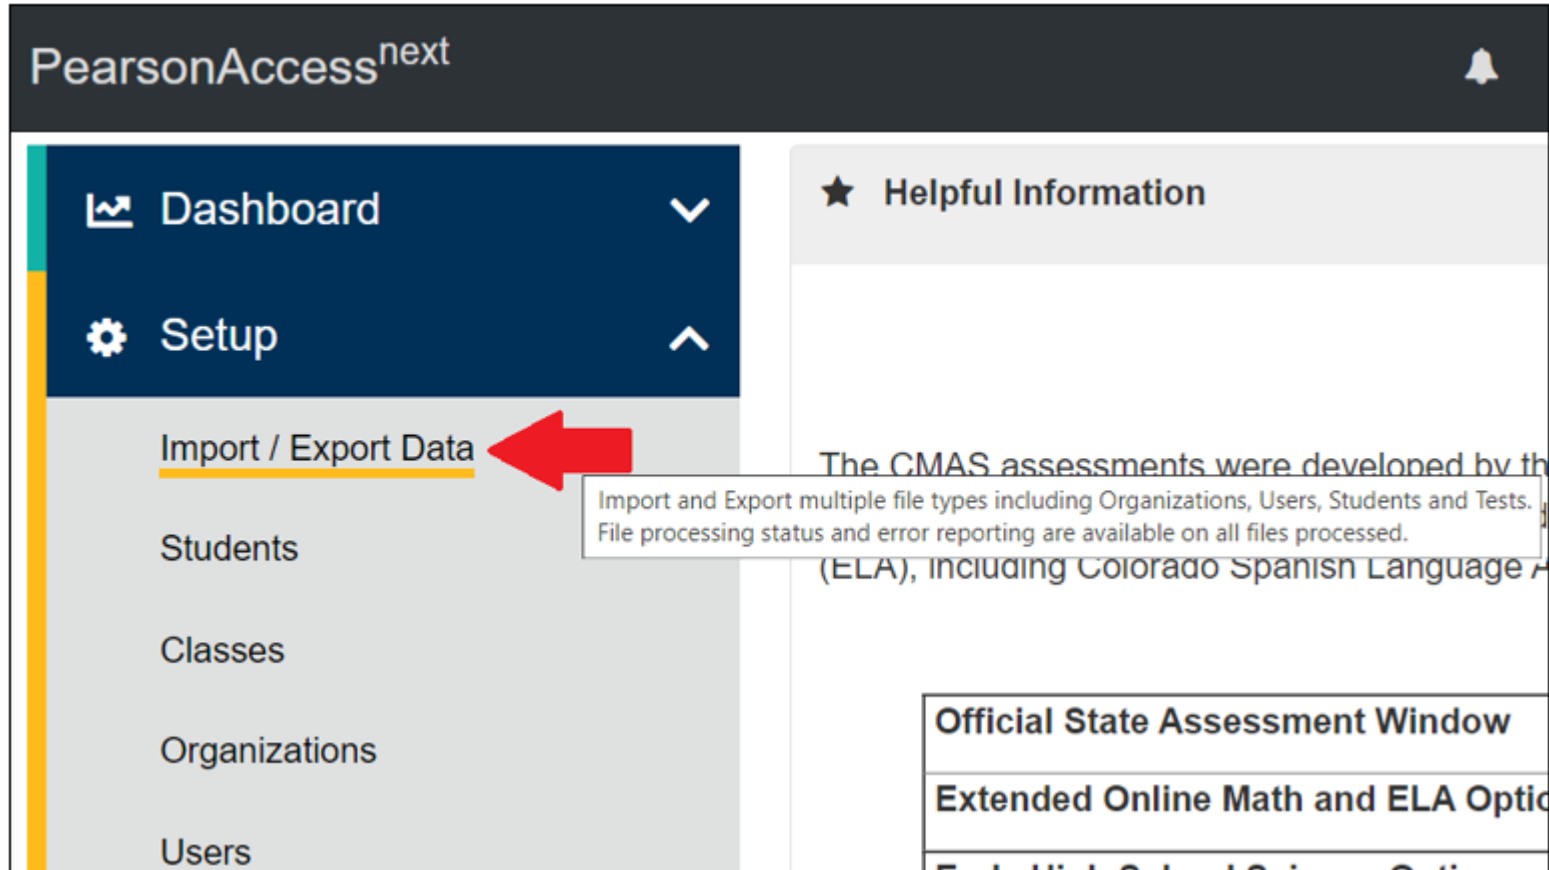 PearsonAccessnext
Dashboard
Setup
Import / Export Data
Students
Classes
Organizations
Users
Helpful Information
The CMAS assessments were developed by th
Import and Export multiple file types including Organizations, Users, Students and Tests.
File processing status and error reporting are available on all files processed.
(ELA), including Colorado Spanish Language
Official State Assessment Window
Extended Online Math and ELA Optio